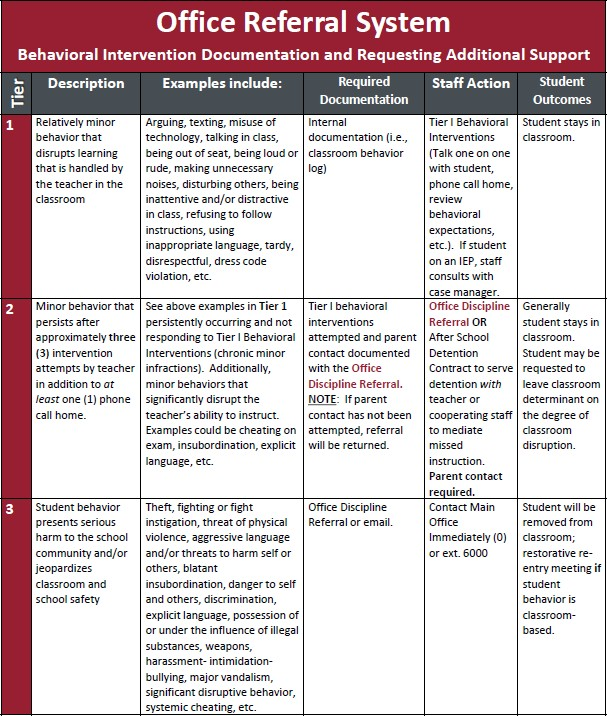 Office Referral System
Behavioral Intervention Documentation and Requesting Additional Support
Tier
Description
Examples include:
Required
Documentation
Staff Action
Student
Outcomes
1
Relatively minor
behavior that
disrupts learning
that is handled by
the teacher in the
classroom
Arguing, texting, misuse of
technology, talking in class,
being out of seat, being loud or
rude, making unnecessary
noises, disturbing others, being
inattentive and/or distractive
in class, refusing to follow
instructions, using
inappropriate language, tardy,
disrespectful, dress code
violation, etc.
Internal
documentation (i.e.,
classroom behavior
log)
Tier I Behavioral
Interventions
(Talk one on one
with student,
phone call home,
review
behavioral
expectations,
etc.).  If student
on an IEP, staff
consults with
case manager.
Student stays in
classroom.
2
Minor behavior that
persists after
approximately three
(3) intervention
attempts by teacher
in addition to at
least one (1) phone
call home.
See above examples in Tier 1
persistently occurring and not
responding to Tier I Behavioral
Interventions (chronic minor
infractions).  Additionally,
minor behaviors that
significantly disrupt the
teacher's ability to instruct.
Examples could be cheating on
exam, insubordination, explicit
language, etc.
Tier I behavioral
interventions
attempted and parent
contact documented
with the Office
Discipline Referral.
NOTE:  If parent
contact has not been
attempted, referral
will be returned.
Office Discipline
Referral OR
After School
Detention
Contract to serve
detention with
teacher or
cooperating staff
to mediate
missed
instruction.
Parent contact
required.
Generally
student stays in
classroom.
Student may be
requested to
leave classroom
determinant on
the degree of
classroom
disruption.
3
Student behavior
presents serious
harm to the school
community and/or
jeopardizes
classroom and
school safety
Theft, fighting or fight
instigation, threat of physical
violence, aggressive language
and/or threats to harm self or
others, blatant
insubordination, danger to self
and others, discrimination,
explicit language, possession of
or under the influence of illegal
substances, weapons,
harassment- intimidation-
bullying, major vandalism,
significant disruptive behavior,
systemic cheating, etc.
Office Discipline
Referral or email.
Contact Main
Office
Immediately (0)
or ext. 6000
Student will be
removed from
classroom;
restorative re-
entry meeting if
student
behavior is
classroom-
based.